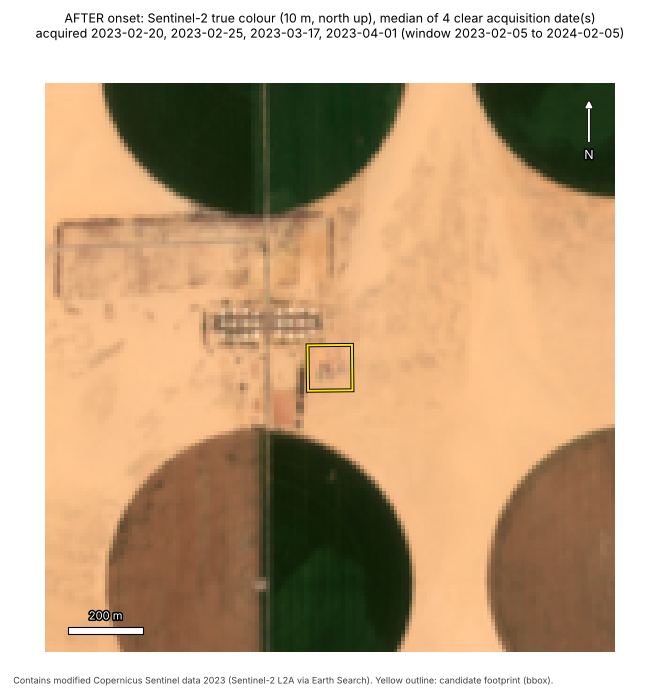 AFTER onset: Sentinel-2 true colour (10 m, north up), median of 4 clear acquisition date(s)
acquired 2023-02-20, 2023-02-25, 2023-03-17, 2023-04-01 (window 2023-02-05 to 2024-02-05)
N
200 m
Contains modified Copernicus Sentinel data 2023 (Sentinel-2 L2A via Earth Search). Yellow outline: candidate footprint (bbox).